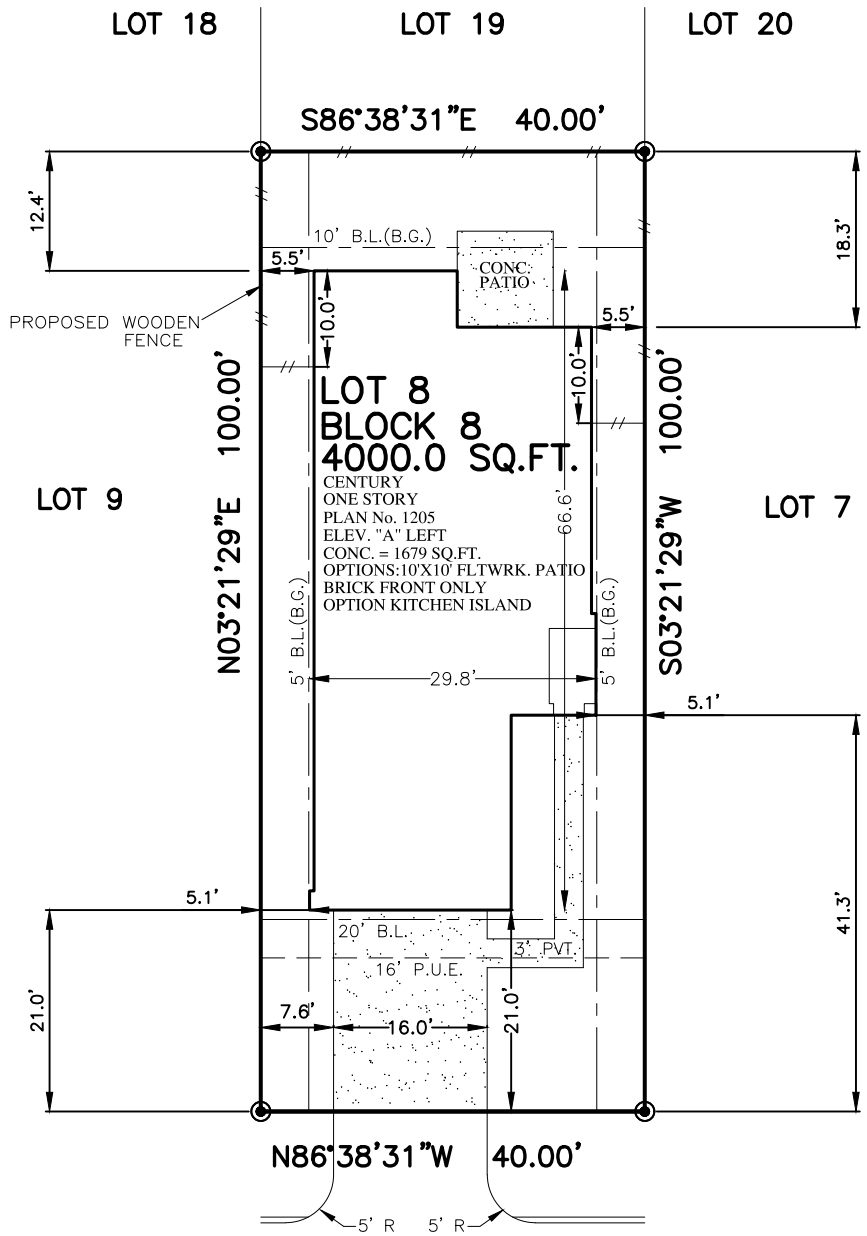 LOT 18
LOT 19
LOT 20
S86°38'31"E 40.00'
12.4'
18.3'
10' B.L.(B.G.)
5.5'
CONC.
PATIO
PROPOSED WOODEN
FENCE
10.0'
5.5'
10.0'
N03°21'29"E 100.00'
S03°21'29"W 100.00'
LOT 8
BLOCK 8
4000.0 SQ.FT.
CENTURY
ONE STORY
PLAN No. 1205
ELEV. "A" LEFT
CONC. = 1679 SQ.FT.
OPTIONS:10'X10' FLTWRK. PATIO
BRICK FRONT ONLY
OPTION KITCHEN ISLAND
66.6'
LOT 9
LOT 7
5' B.L.(B.G.)
5' B.L.(B.G.)
29.8'
5.1'
5.1'
41.3'
20' B.L.
3' PVT
16' P.U.E.
21.0'
7.6'
16.0'
21.0'
N86°38'31"W 40.00'
5' R
5' R